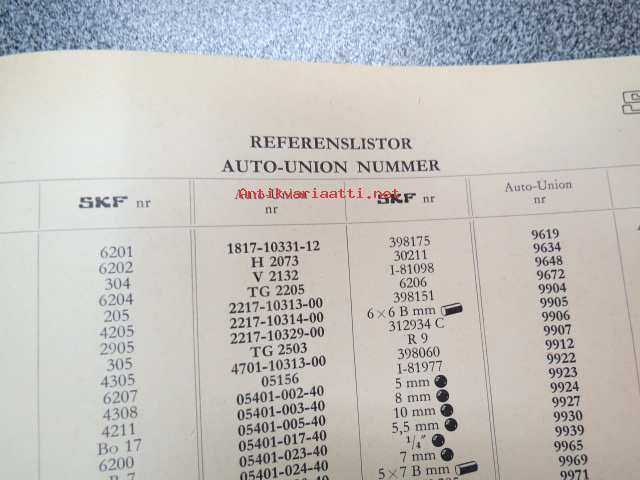 REFERENSLISTOR
AUTO-UNION NUMMER
SKF nr
Auto-Union nr
SKF nr
Auto-Union nr
Antikvariaatti.net
6201
6202
304
6204
205
4205
2905
305
4305
6207
4308
4211
Bo 17
6200
1817-10331-12
H 2073
V 2132
TG 2205
2217-10313-00
2217-10314-00
2217-10329-00
TG 2503
4701-10313-00
05156
05401-002-40
05401-003-40
05401-005-40
05401-017-40
05401-023-40
05401-024-40
398175
30211
I-81098
6206
398151
6×6 B mm
312934 C
R 9
398060
I-81977
5 mm
8 mm
10 mm
5,5 mm
1/4"
7 mm
5×7 B mm
9619
9634
9648
9672
9904
9905
9906
9907
9912
9922
9923
9924
9927
9930
9939
9965
9969
9971